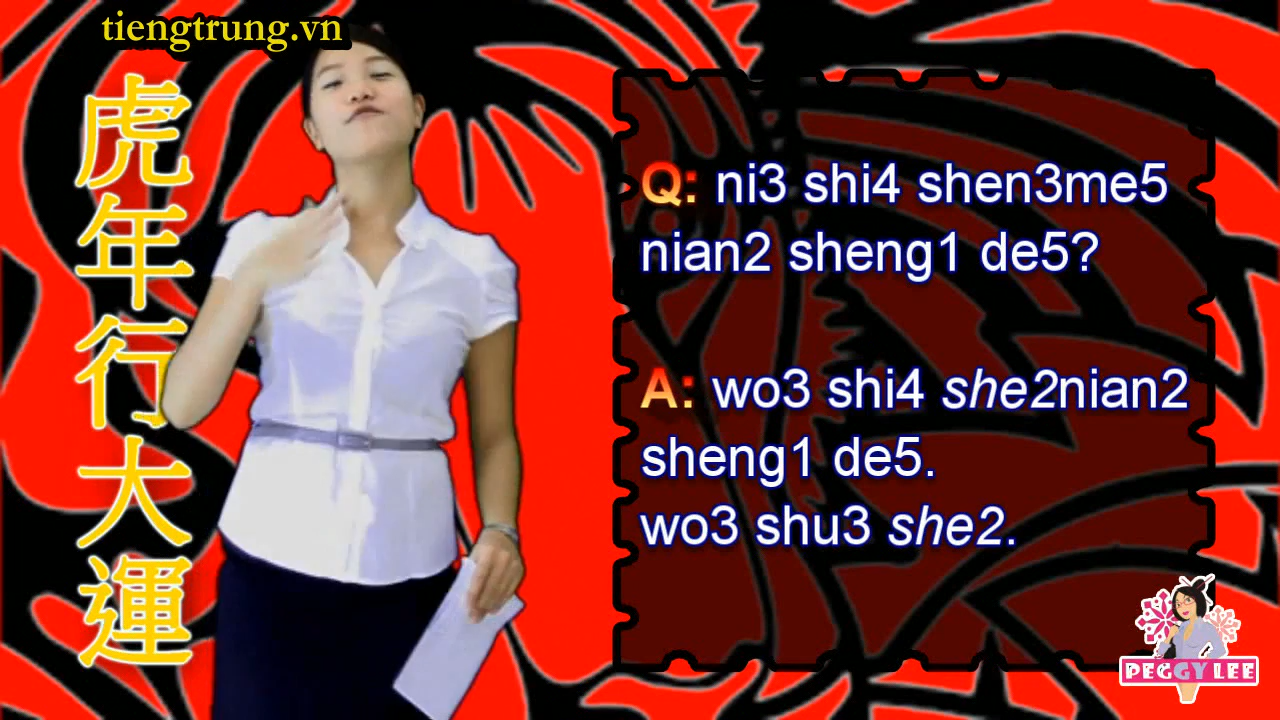 tiengtrung.vn
虎年行大運
Q: ni3 shi4 shen3me5
nian2 sheng1 de5?
A: wo3 shi4 she2nian2
sheng1 de5.
wo3 shu3 she2.
PEGGY LEE